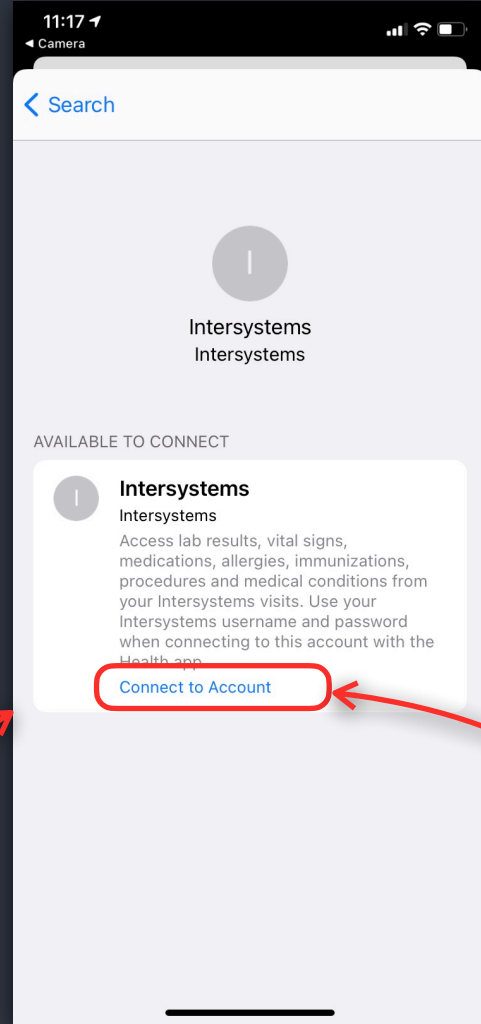 11:17
◀ Camera
Search
I
Intersystems
Intersystems
AVAILABLE TO CONNECT
I
Intersystems
Intersystems
Access lab results, vital signs,
medications, allergies, immunizations,
procedures and medical conditions from
your Intersystems visits. Use your
Intersystems username and password
when connecting to this account with the
Health app.
Connect to Account